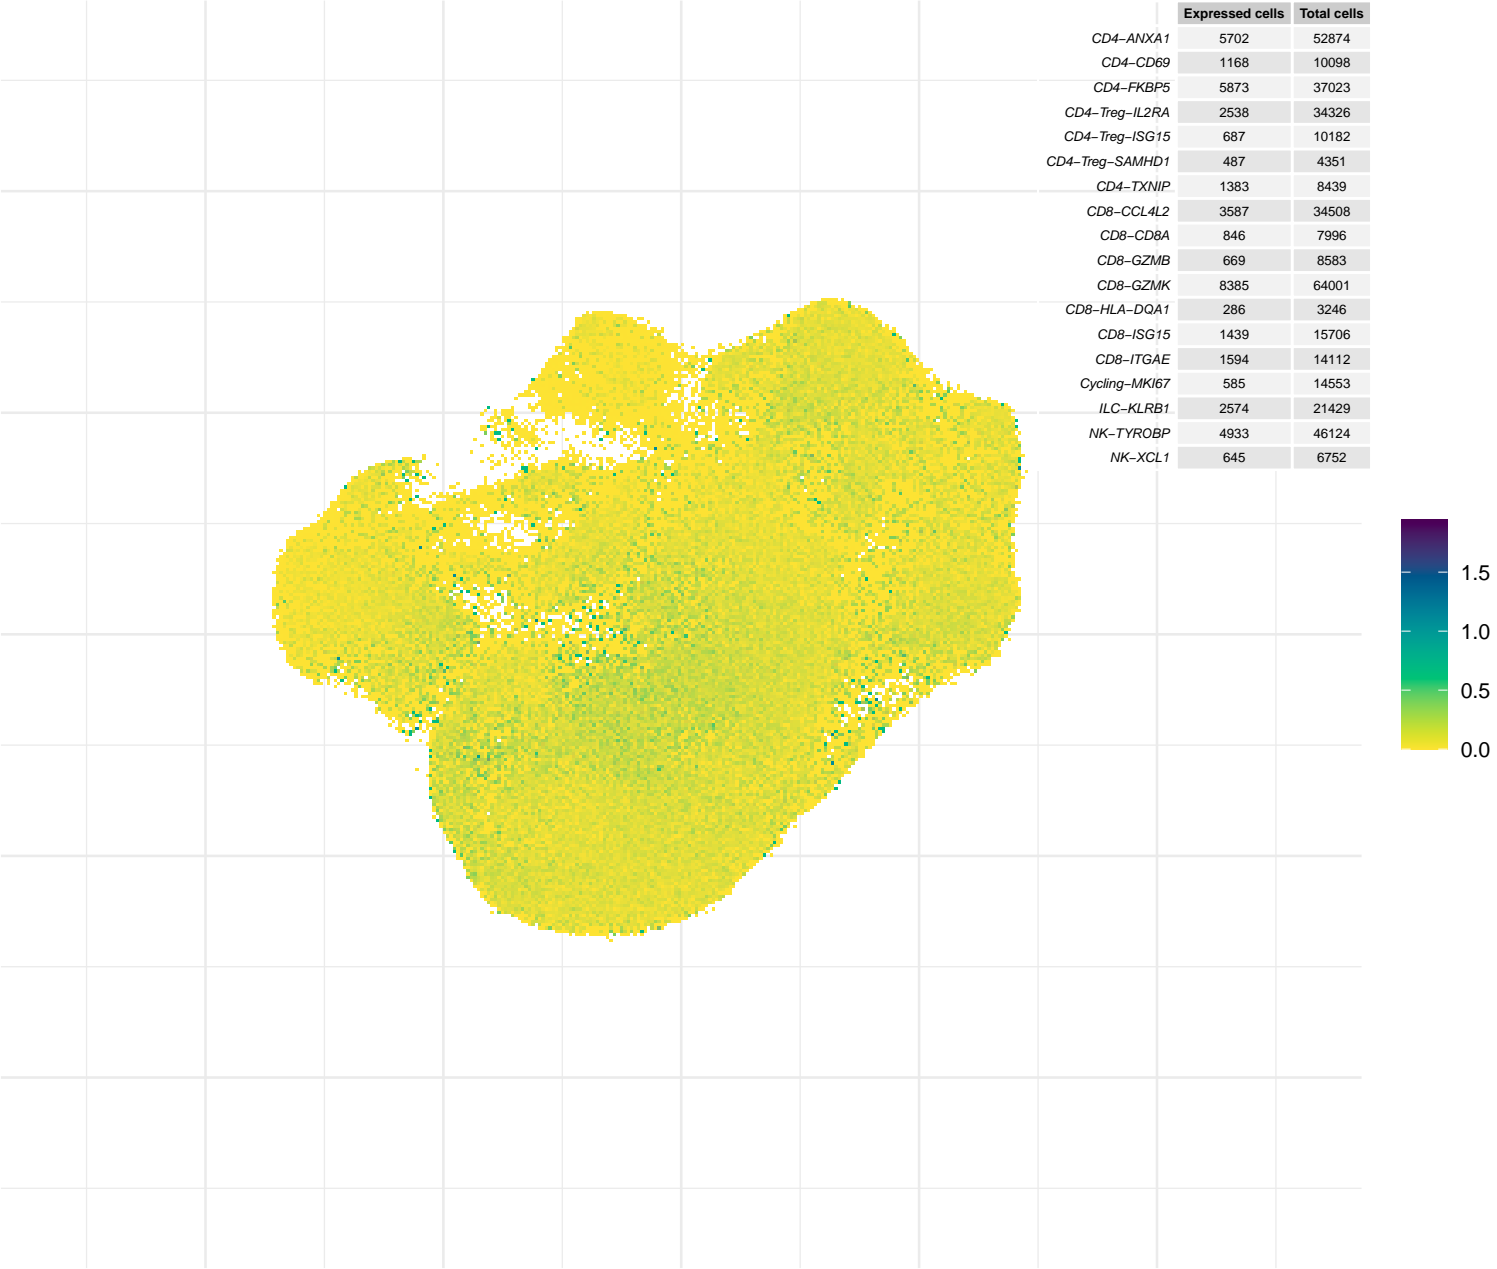 Expressed cells Total cells
CD4−ANXA1 5702 52874
CD4−CD69 1168 10098
CD4−FKBP5 5873 37023
CD4−Treg−IL2RA 2538 34326
CD4−Treg−ISG15 687 10182
CD4−Treg−SAMHD1 487 4351
CD4−TXNIP 1383 8439
CD8−CCL4L2 3587 34508
CD8−CD8A 846 7996
CD8−GZMB 669 8583
CD8−GZMK 8385 64001
CD8−HLA−DQA1 286 3246
CD8−ISG15 1439 15706
CD8−ITGAE 1594 14112
Cycling−MKI67 585 14553
ILC−KLRB1 2574 21429
NK−TYROBP 4933 46124
NK−XCL1 645 6752
1.5
1.0
0.5
0.0